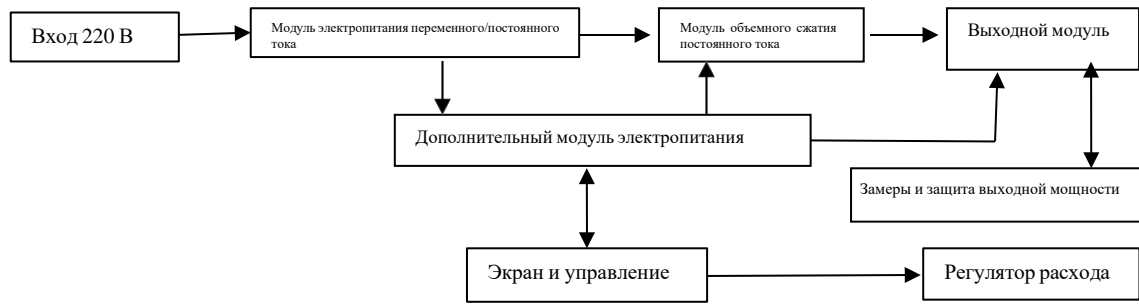 Вход 220 В
Модуль электропитания переменного/постоянного
тока
Модуль объемного сжатия
постоянного тока
Выходной модуль
Дополнительный модуль электропитания
Замеры и защита выходной мощности
Экран и управление
Регулятор расхода